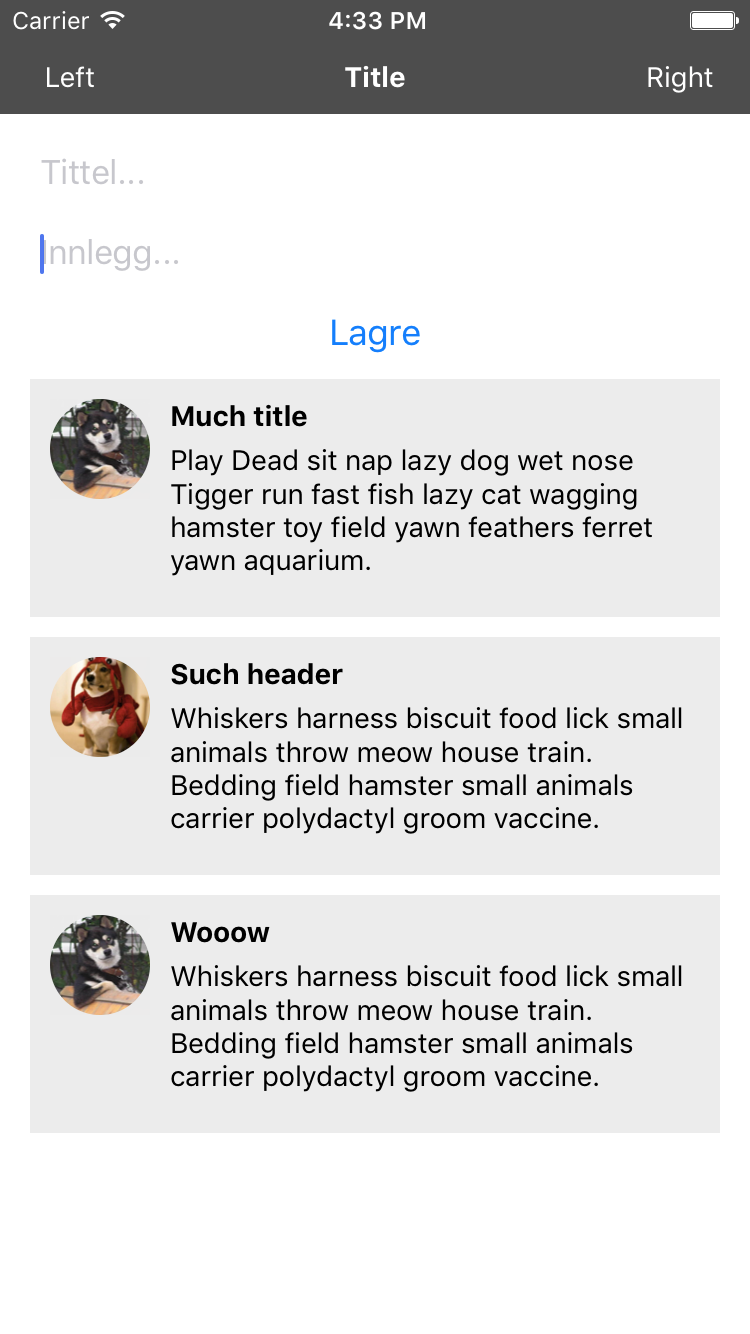 Carrier 4:33 PM
Left Title Right
Tittel...
Innlegg...
Lagre
Much title
Play Dead sit nap lazy dog wet nose
Tigger run fast fish lazy cat wagging
hamster toy field yawn feathers ferret
yawn aquarium.
Such header
Whiskers harness biscuit food lick small
animals throw meow house train.
Bedding field hamster small animals
carrier polydactyl groom vaccine.
Wooow
Whiskers harness biscuit food lick small
animals throw meow house train.
Bedding field hamster small animals
carrier polydactyl groom vaccine.